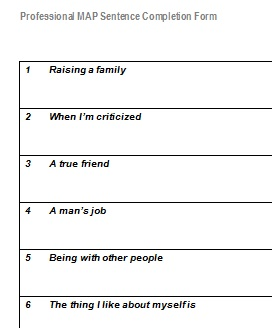 Professional MAP Sentence Completion Form
1 Raising a family
2 When I'm criticized
3 A true friend
4 A man's job
5 Being with other people
6 The thing I like about myself is